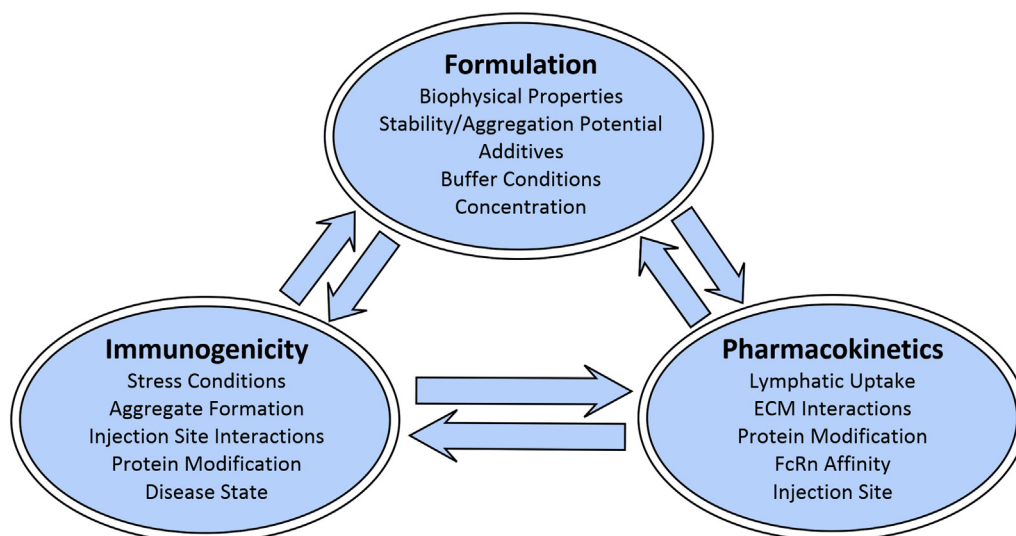 Formulation
Biophysical Properties
Stability/Aggregation Potential
Additives
Buffer Conditions
Concentration
Immunogenicity
Stress Conditions
Aggregate Formation
Injection Site Interactions
Protein Modification
Disease State
Pharmacokinetics
Lymphatic Uptake
ECM Interactions
Protein Modification
FcRn Affinity
Injection Site